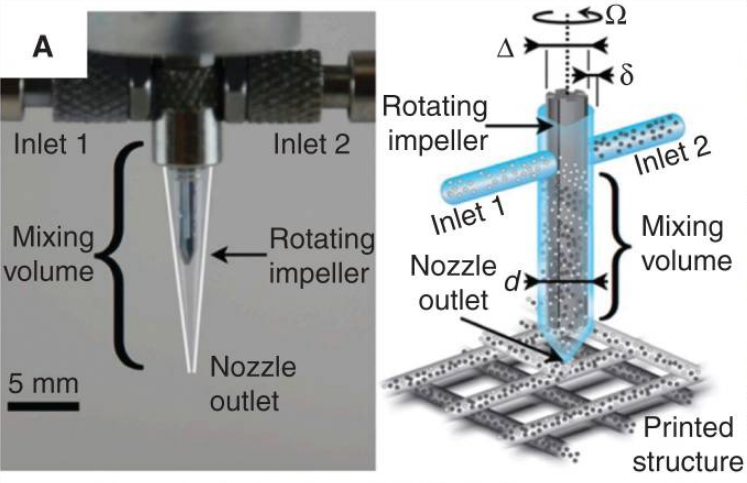 A
Inlet 1
Inlet 2
Mixing
volume
Rotating
impeller
Nozzle
outlet
5 mm
Ω
Δ
δ
Rotating
impeller
Inlet 2
Inlet 1
Mixing
volume
Nozzle
outlet
d
Printed
structure